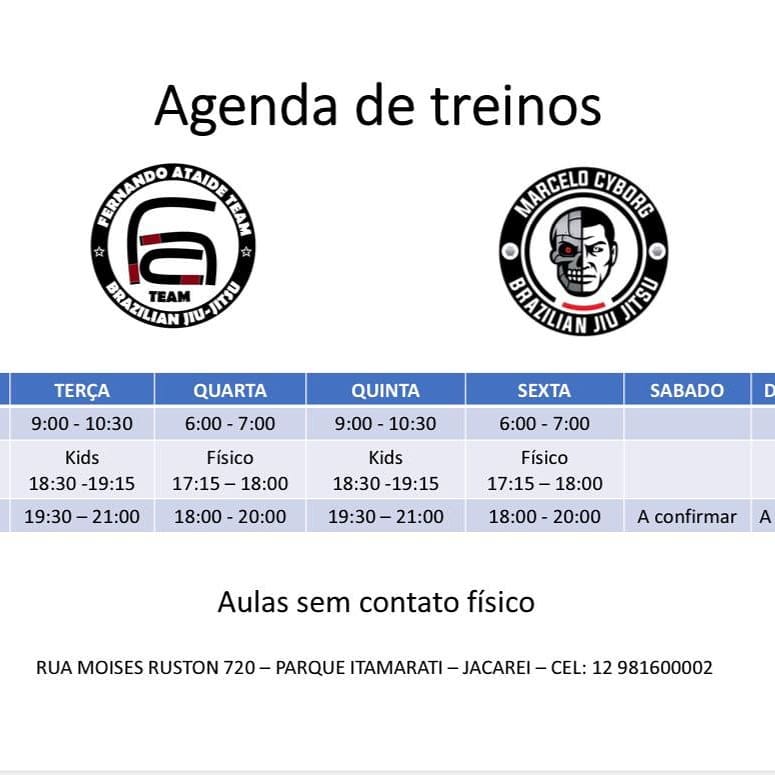 Agenda de treinos
FERNANDO ATAIDE TEAM
TEAM
BRAZILIAN JIU-JITSU
MARCELO CYBORG
BRAZILIAN JIU JITSU
TERÇA QUARTA QUINTA SEXTA SABADO D
9:00 - 10:30 6:00 - 7:00 9:00 - 10:30 6:00 - 7:00
Kids Físico Kids Físico
18:30 -19:15 17:15 – 18:00 18:30 -19:15 17:15 – 18:00
19:30 – 21:00 18:00 - 20:00 19:30 – 21:00 18:00 - 20:00 A confirmar A
Aulas sem contato físico
RUA MOISES RUSTON 720 – PARQUE ITAMARATI – JACAREI – CEL: 12 981600002